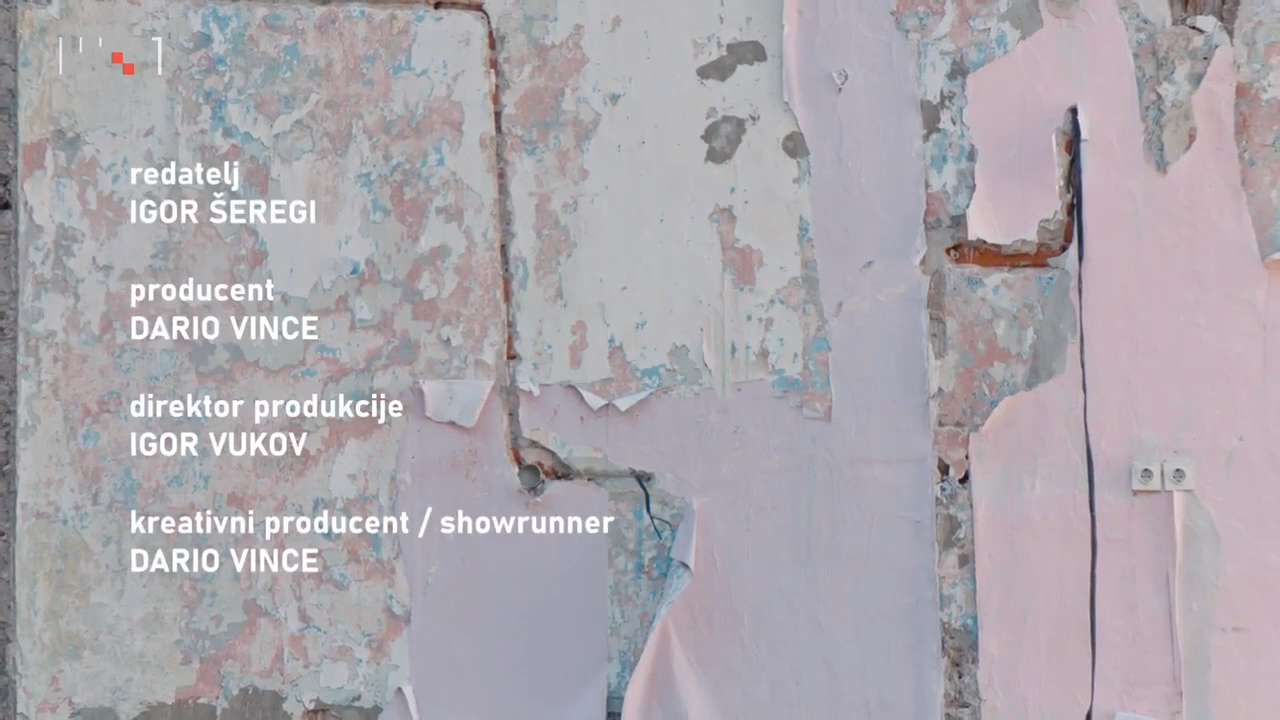 redatelj
IGOR ŠEREGI
producent
DARIO VINCE
direktor produkcije
IGOR VUKOV
kreativni producent / showrunner
DARIO VINCE